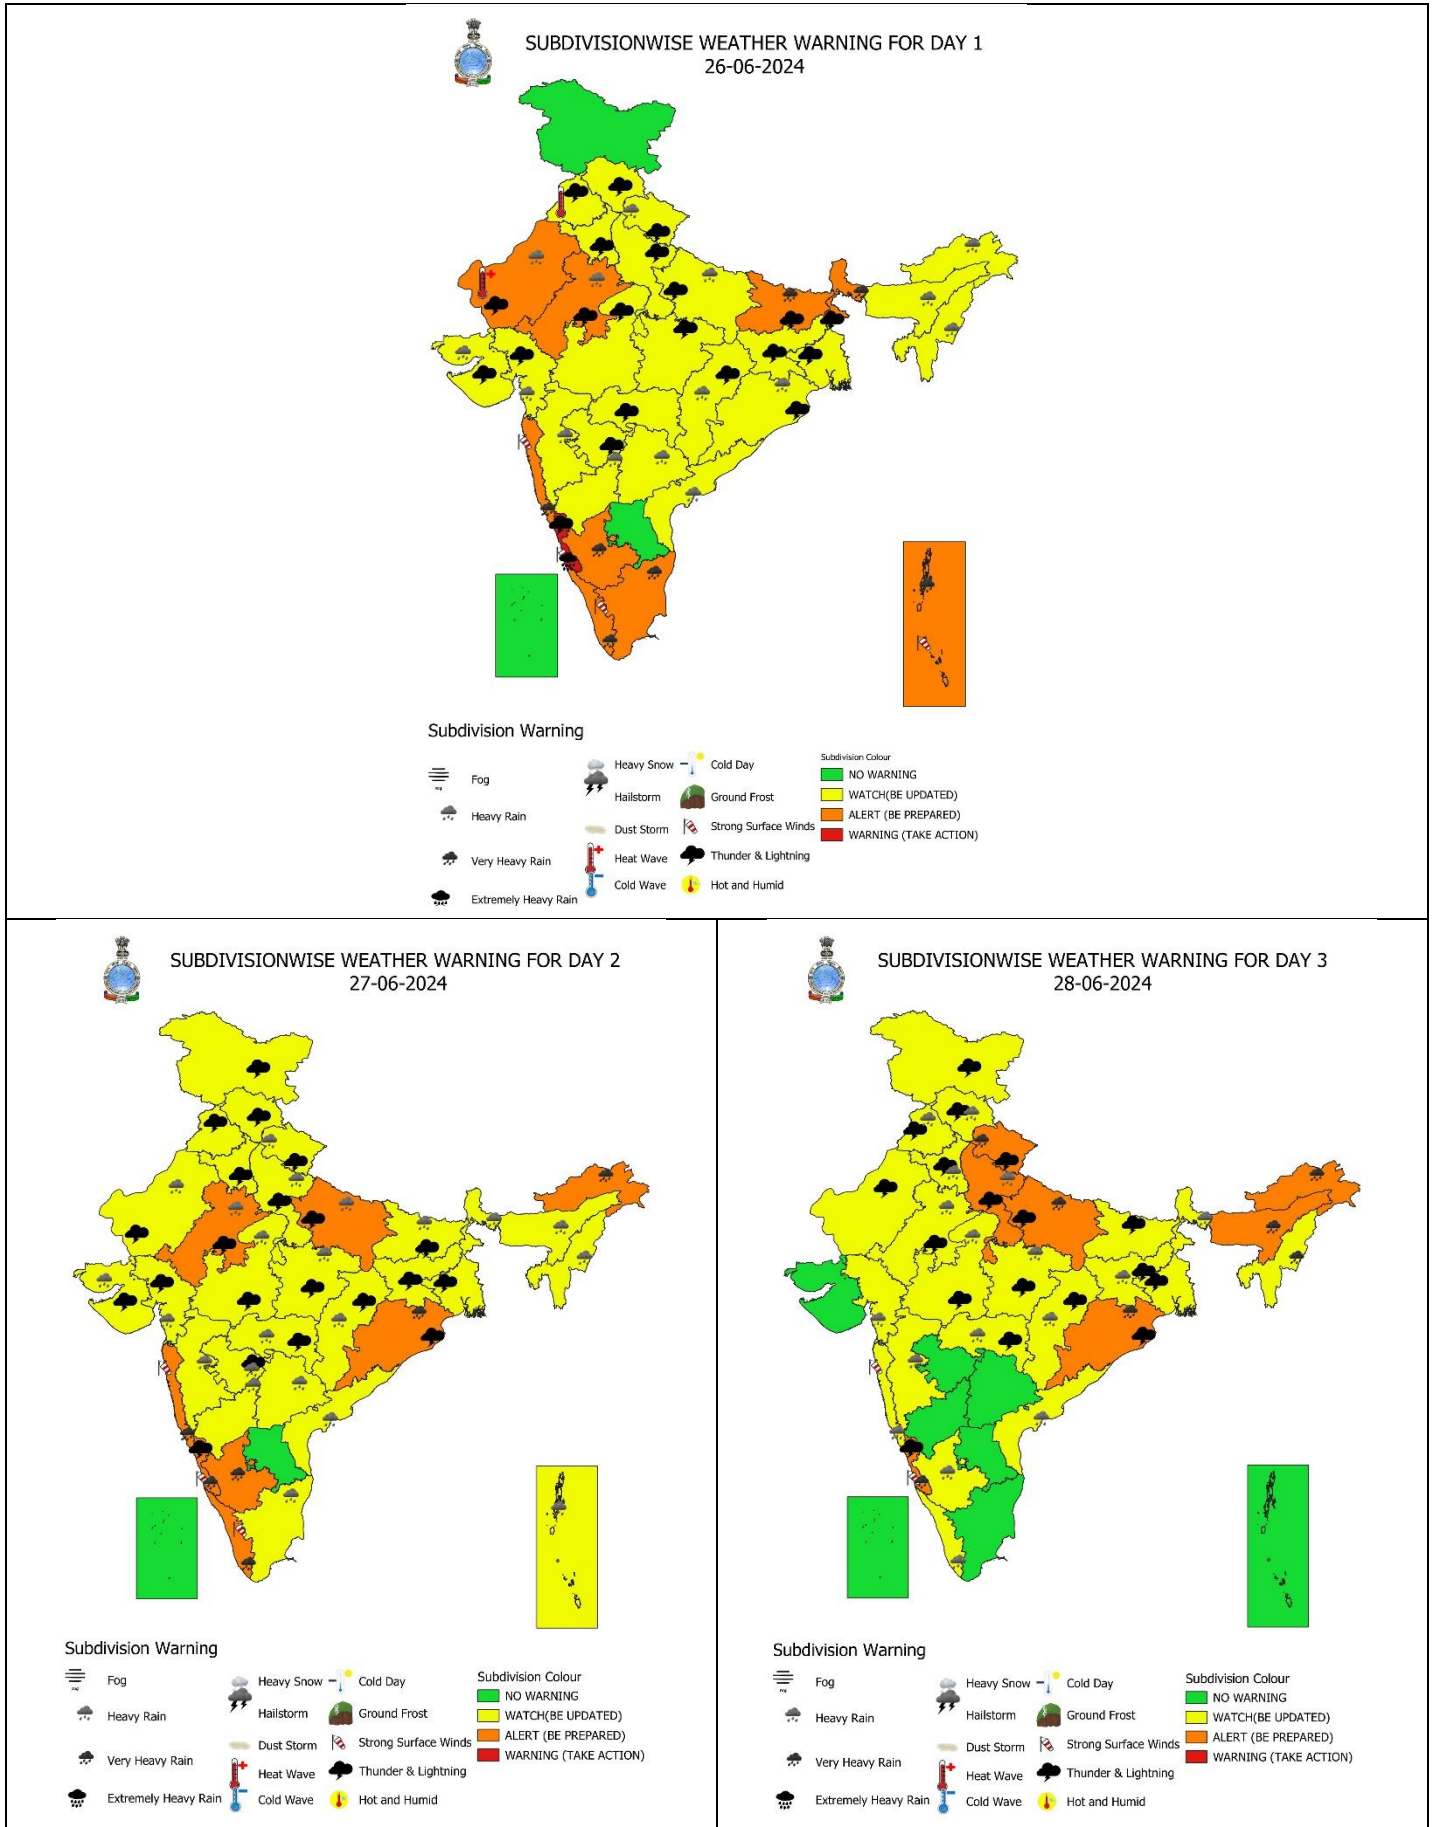 SUBDIVISIONWISE WEATHER WARNING FOR DAY 1
26-06-2024
Subdivision Warning
Fog
Heavy Rain
Very Heavy Rain
Extremely Heavy Rain
Heavy Snow
Hailstorm
Dust Storm
Heat Wave
Cold Wave
Cold Day
Ground Frost
Strong Surface Winds
Thunder & Lightning
Hot and Humid
Subdivision Colour
NO WARNING
WATCH(BE UPDATED)
ALERT (BE PREPARED)
WARNING (TAKE ACTION)
SUBDIVISIONWISE WEATHER WARNING FOR DAY 2
27-06-2024
Subdivision Warning
Fog
Heavy Rain
Very Heavy Rain
Extremely Heavy Rain
Heavy Snow
Hailstorm
Dust Storm
Heat Wave
Cold Wave
Cold Day
Ground Frost
Strong Surface Winds
Thunder & Lightning
Hot and Humid
Subdivision Colour
NO WARNING
WATCH(BE UPDATED)
ALERT (BE PREPARED)
WARNING (TAKE ACTION)
SUBDIVISIONWISE WEATHER WARNING FOR DAY 3
28-06-2024
Subdivision Warning
Fog
Heavy Rain
Very Heavy Rain
Extremely Heavy Rain
Heavy Snow
Hailstorm
Dust Storm
Heat Wave
Cold Wave
Cold Day
Ground Frost
Strong Surface Winds
Thunder & Lightning
Hot and Humid
Subdivision Colour
NO WARNING
WATCH(BE UPDATED)
ALERT (BE PREPARED)
WARNING (TAKE ACTION)